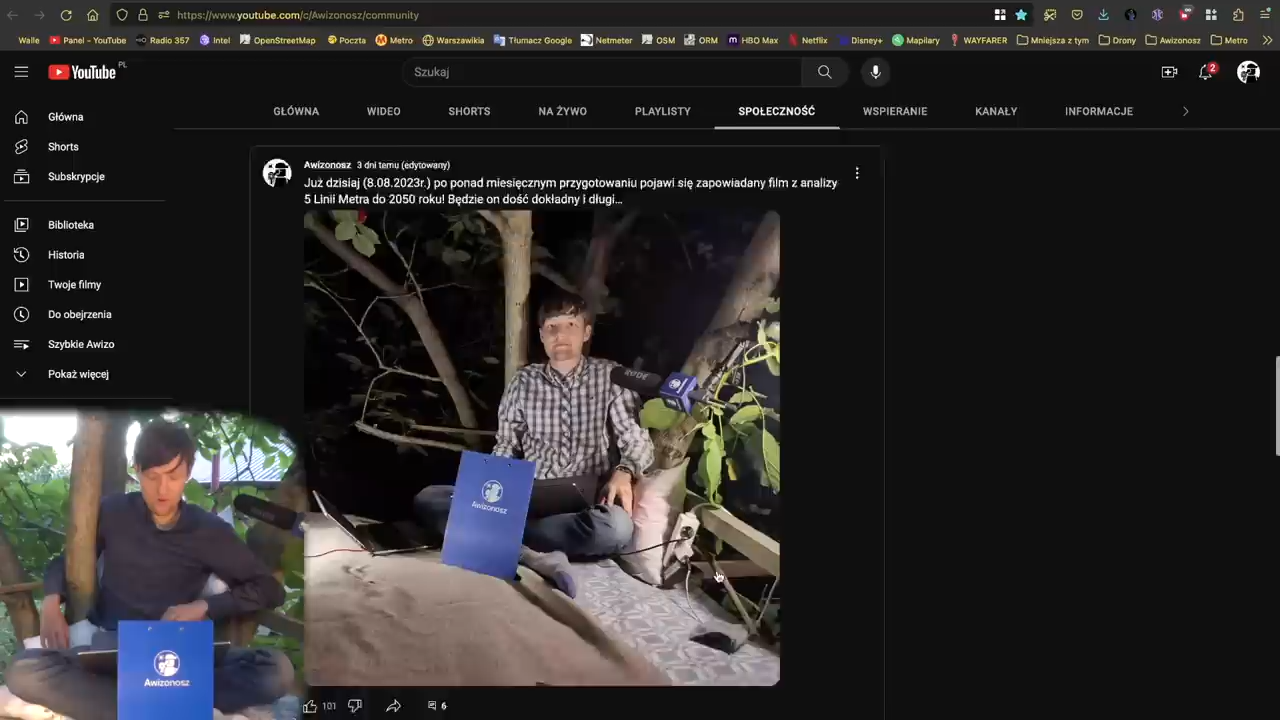 https://www.youtube.com/c/Awizonosz/community
Walle
Panel - YouTube
Radio 357
Intel
OpenStreetMap
Poczta
Metro
Warszawikia
Tłumacz Google
Netmeter
OSM
ORM
HBO Max
Netflix
Disney+
Mapilary
WAYFARER
Mniejsza z tym
Drony
Awizonosz
Metro
YouTube PL
Szukaj
2
GŁÓWNA
WIDEO
SHORTS
NA ŻYWO
PLAYLISTY
SPOŁECZNOŚĆ
WSPIERANIE
KANAŁY
INFORMACJE
Główna
Shorts
Subskrypcje
Biblioteka
Historia
Twoje filmy
Do obejrzenia
Szybkie Awizo
Pokaż więcej
Awizonosz 3 dni temu (edytowany)
Już dzisiaj (8.08.2023r.) po ponad miesięcznym przygotowaniu pojawi się zapowiadany film z analizy
5 Linii Metra do 2050 roku! Będzie on dość dokładny i długi...
RØDE
Awizonosz
Awizonosz
101
6